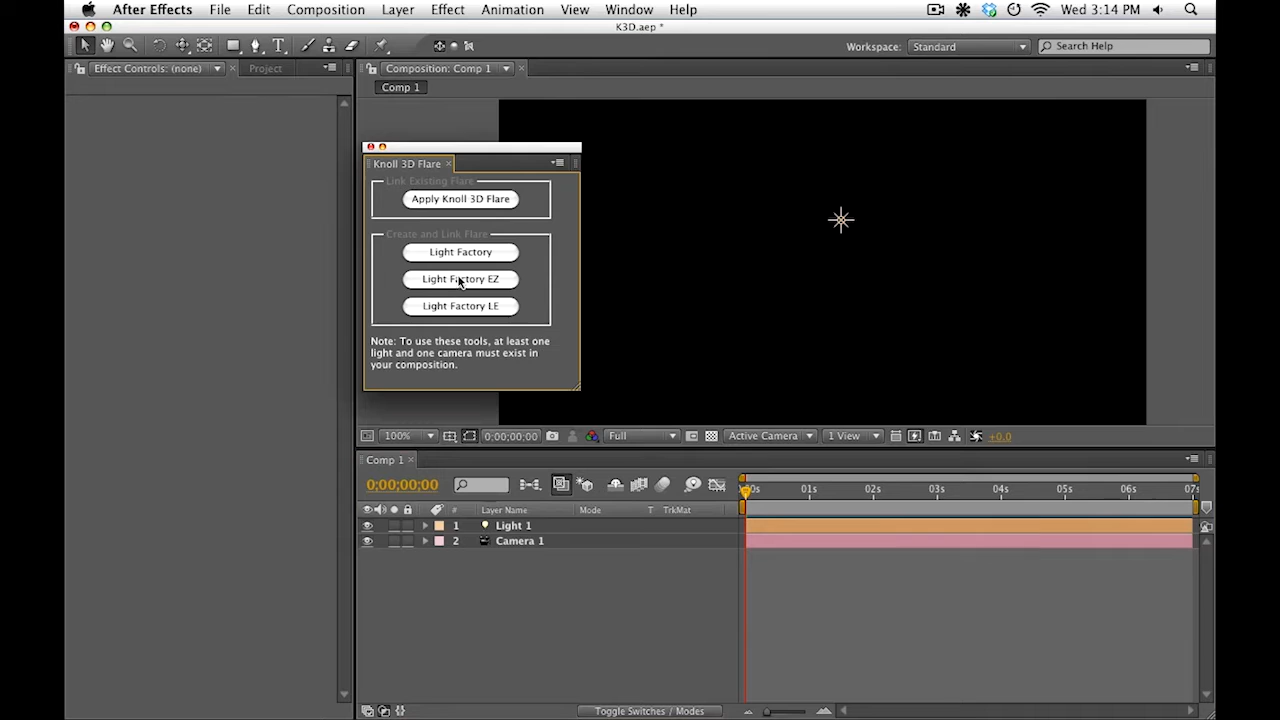 After Effects File Edit Composition Layer Effect Animation View Window Help Wed 3:14 PM
K3D.aep *
Workspace: Standard Search Help
Effect Controls: (none) Project Composition: Comp 1
Comp 1
Knoll 3D Flare
Link Existing Flare
Apply Knoll 3D Flare
Create and Link Flare
Light Factory
Light Factory EZ
Light Factory LE
Note: To use these tools, at least one
light and one camera must exist in
your composition.
100% 0;00;00;00 Full Active Camera 1 View +0.0
Comp 1
0;00;00;00 01s 02s 03s 04s 05s 06s
# Layer Name Mode T TrkMat
1 Light 1
2 Camera 1
Toggle Switches / Modes